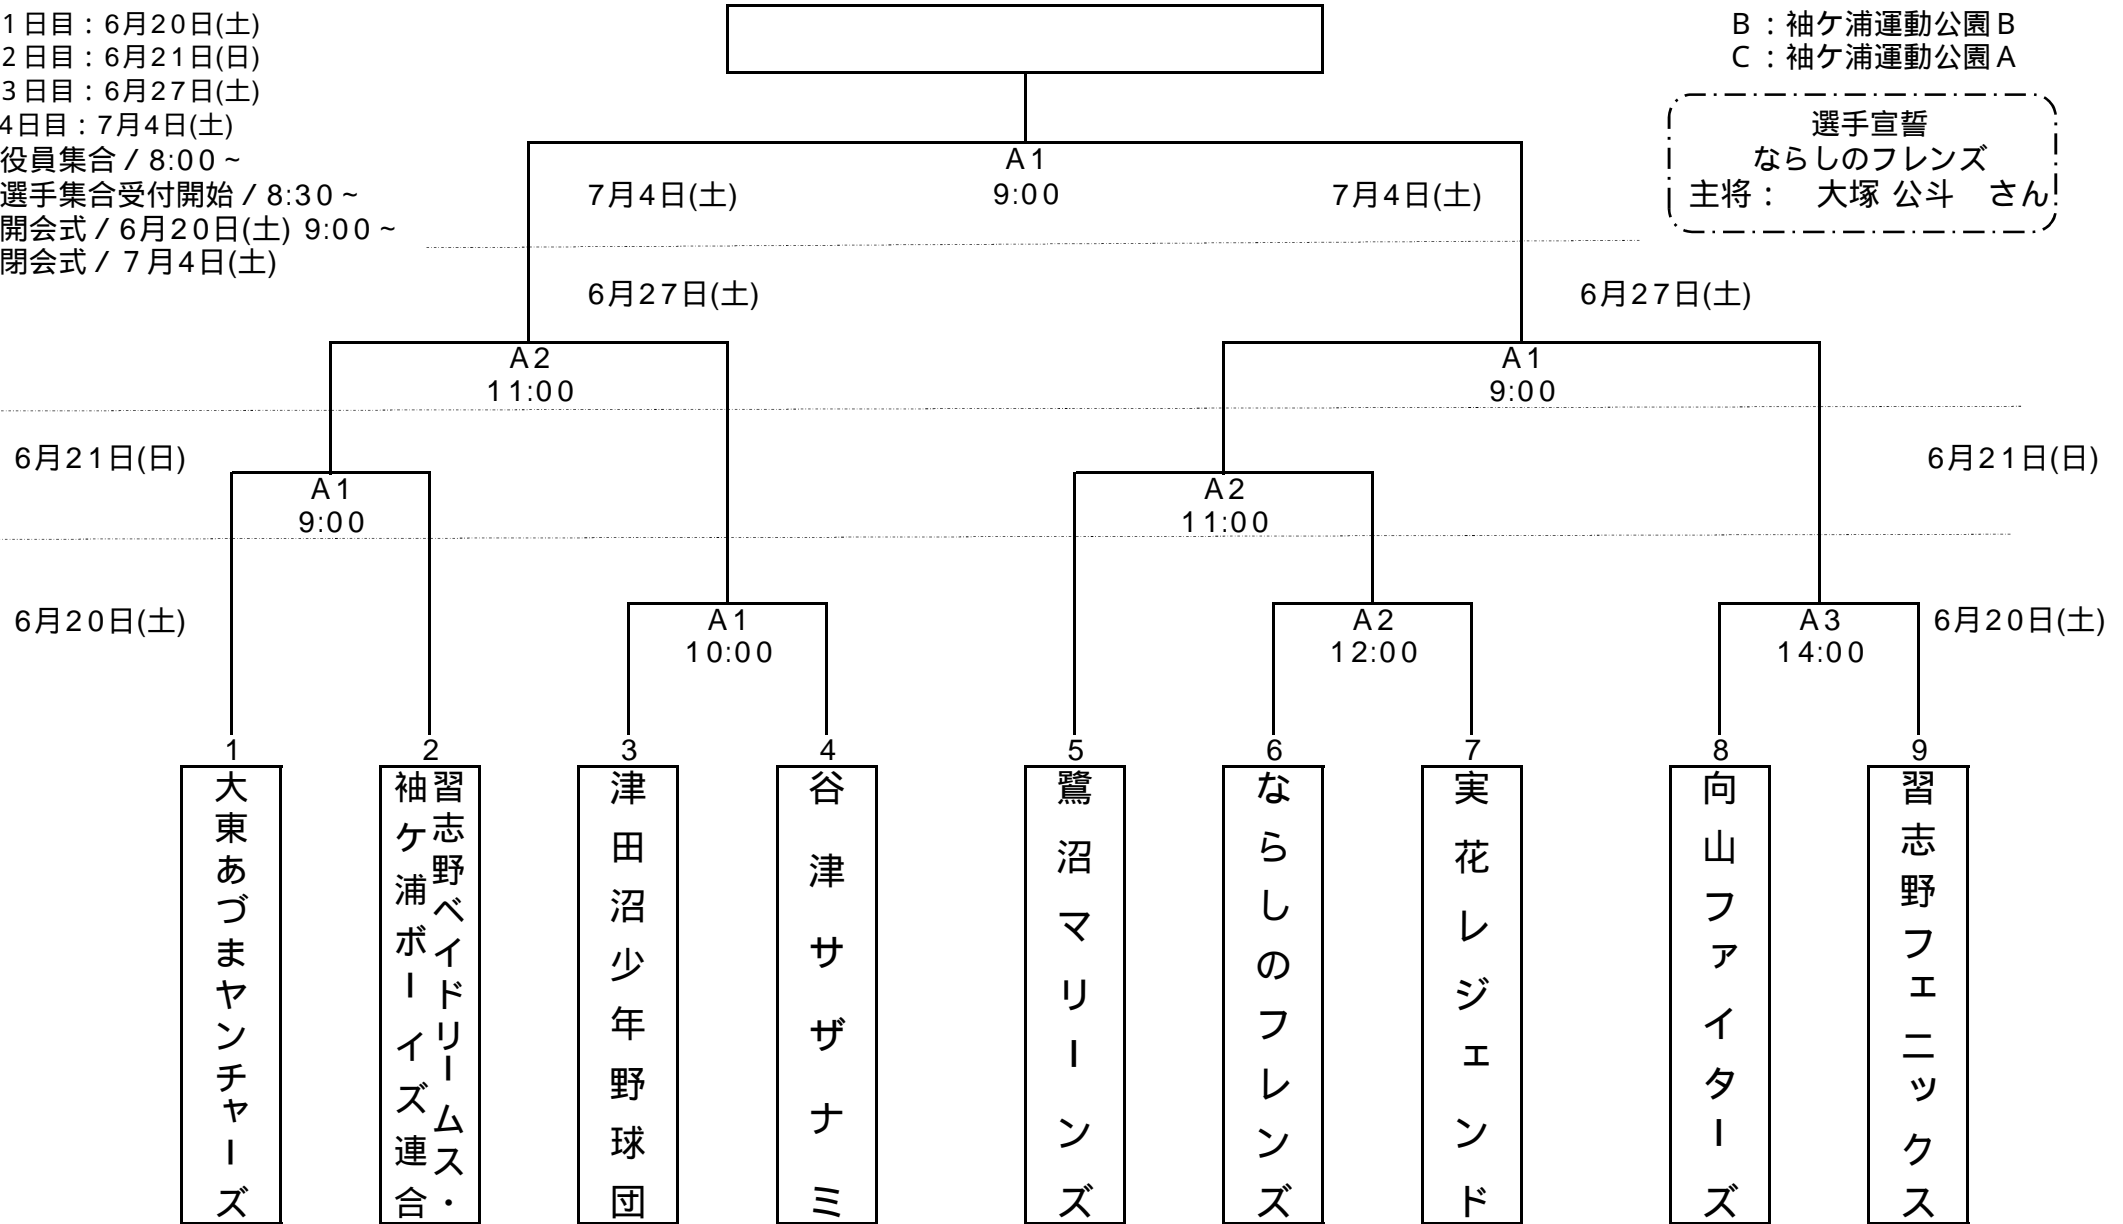 1日目：6月20日(土)
2日目：6月21日(日)
3日目：6月27日(土)
4日目：7月4日(土)
役員集合 / 8:00 ~
選手集合受付開始 / 8:30 ~
開会式 / 6月20日(土) 9:00 ~
閉会式 / 7月4日(土)
B：袖ケ浦運動公園B
C：袖ケ浦運動公園A
選手宣誓
ならしのフレンズ
主将： 大塚 公斗 さん
A1
7月4日(土) 9:00 7月4日(土)
6月27日(土) 6月27日(土)
A2 A1
11:00 9:00
6月21日(日) 6月21日(日)
A1 A2
9:00 11:00
6月20日(土) A1 A2 A3 6月20日(土)
10:00 12:00 14:00
1 2 3 4 5 6 7 8 9
大東あづまヤンチャーズ
習志野ベイドリームス・
袖ケ浦ボーイズ連合
津田沼少年野球団
谷津サザナミ
鷺沼マリーンズ
ならしのフレンズ
実花レジェンド
向山ファイターズ
習志野フェニックス